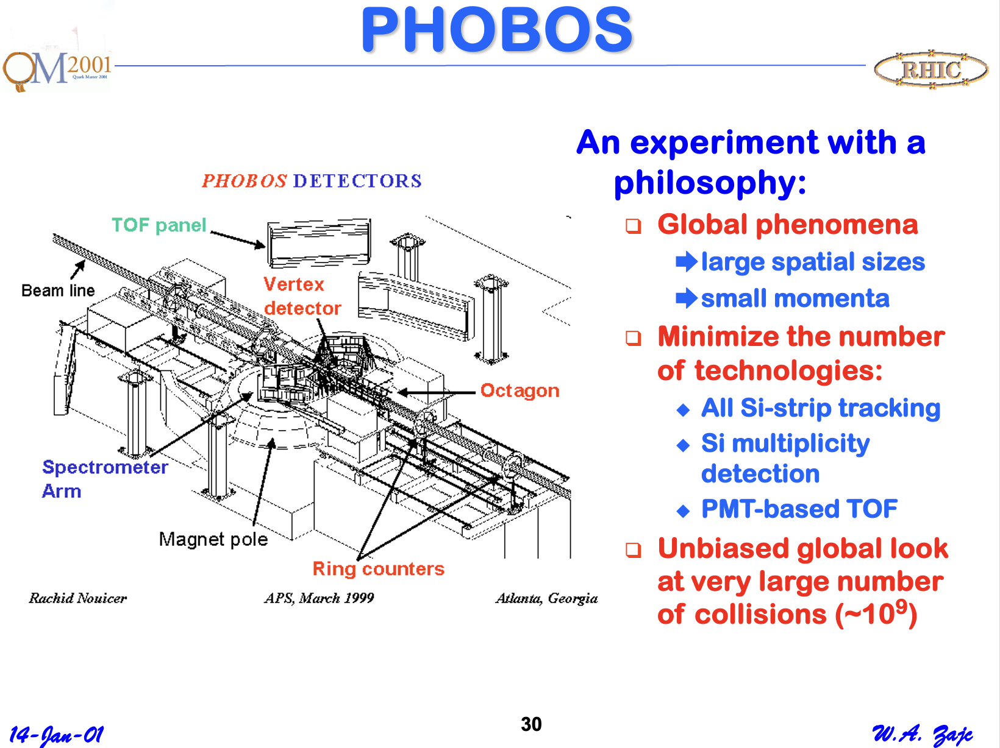 PHOBOS
QM2001
Quark Matter 2001
RHIC
PHOBOS DETECTORS
TOF panel
Beam line
Vertex
detector
Octagon
Spectrometer
Arm
Magnet pole
Ring counters
Rachid Nouicer
APS, March 1999
Atlanta, Georgia
An experiment with a
philosophy:
❑ Global phenomena
➡large spatial sizes
➡small momenta
❑ Minimize the number
of technologies:
◆ All Si-strip tracking
◆ Si multiplicity
detection
◆ PMT-based TOF
❑ Unbiased global look
at very large number
of collisions (~10⁹)
14-Jan-01
30
W.A. Zajc